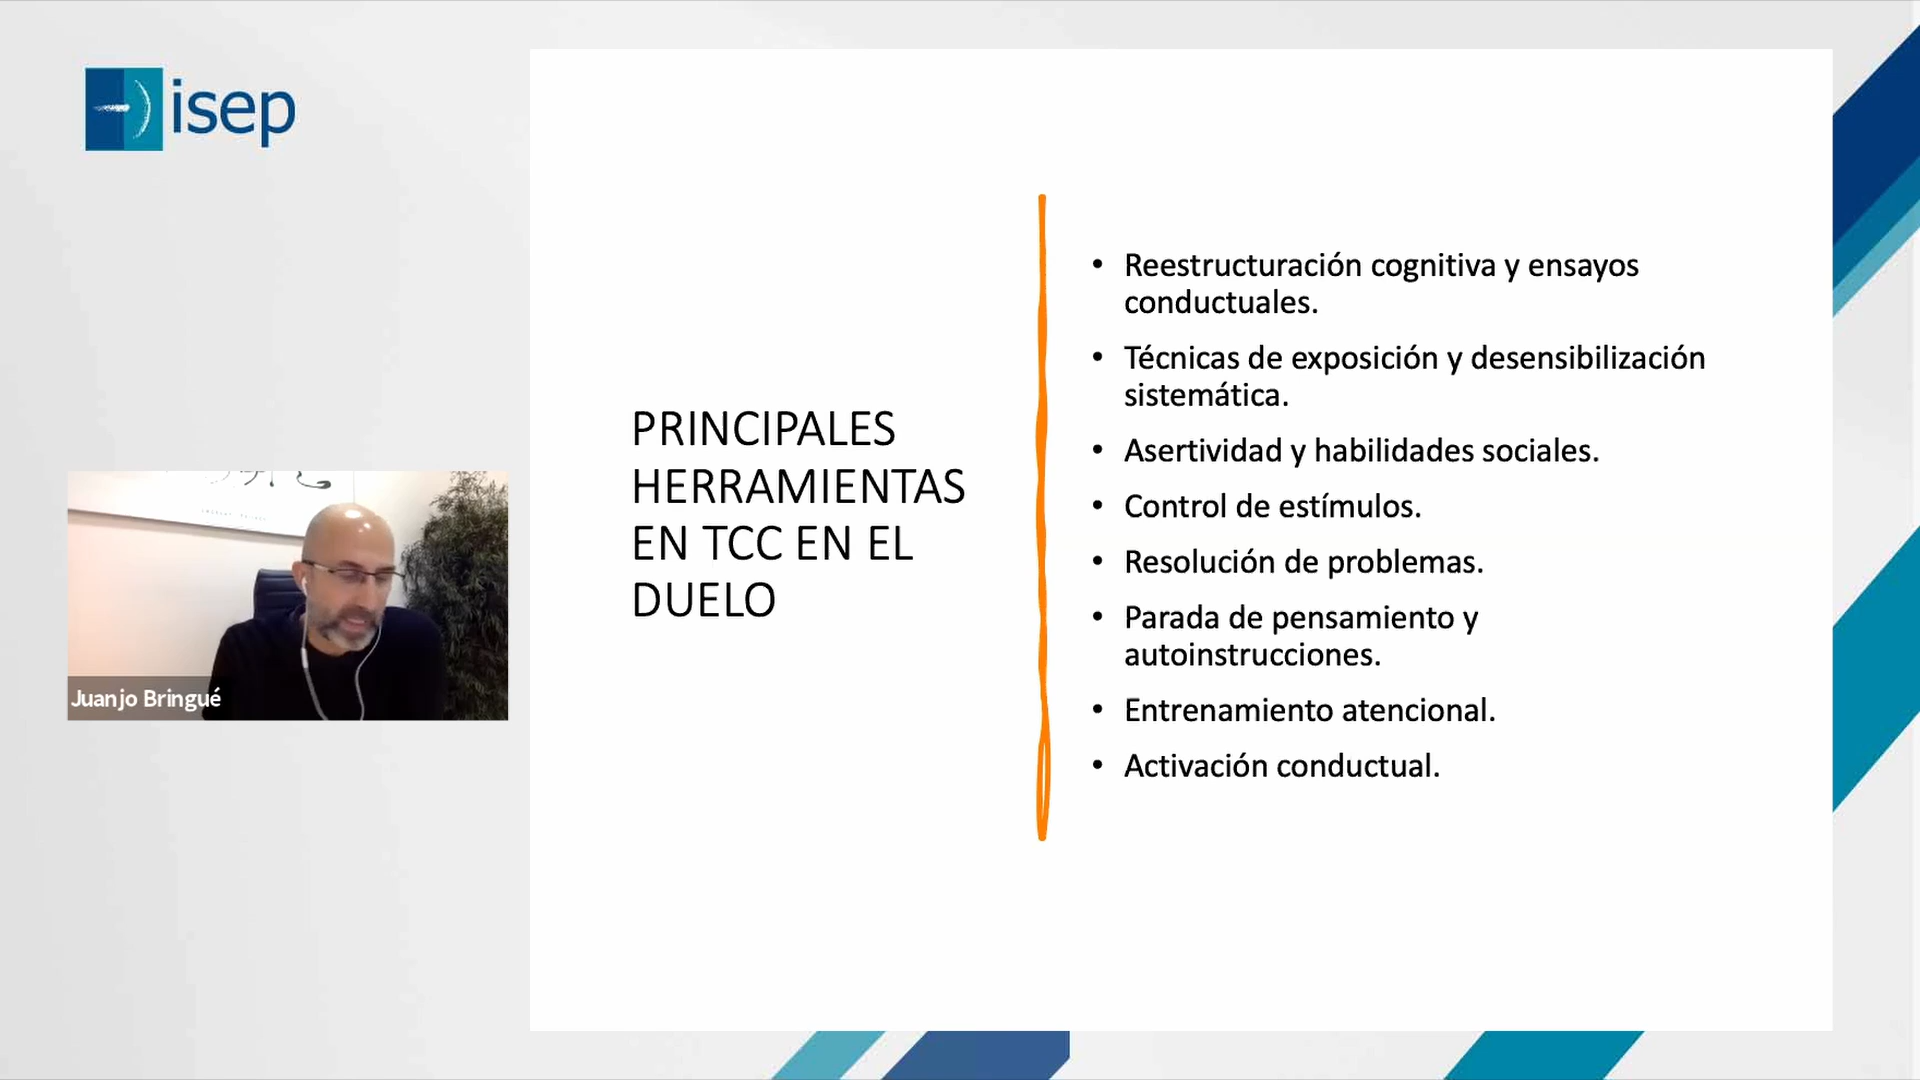 isep
PRINCIPALES
HERRAMIENTAS
EN TCC EN EL
DUELO
• Reestructuración cognitiva y ensayos
conductuales.
• Técnicas de exposición y desensibilización
sistemática.
• Asertividad y habilidades sociales.
• Control de estímulos.
• Resolución de problemas.
• Parada de pensamiento y
autoinstrucciones.
• Entrenamiento atencional.
• Activación conductual.
Juanjo Bringué